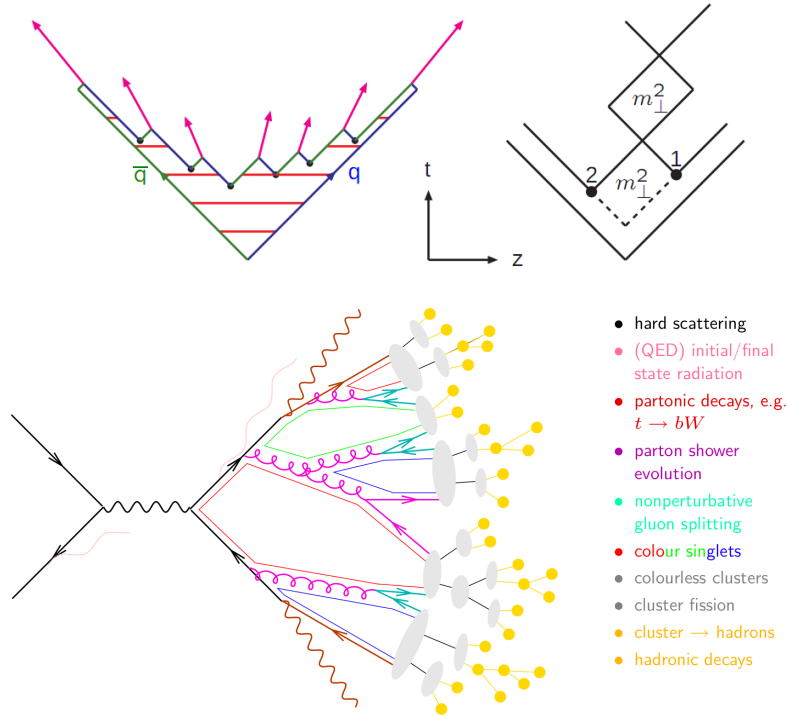 t
z
q̅
q
m²⊥
m²⊥
2
1
hard scattering
(QED) initial/final
state radiation
partonic decays, e.g.
t → bW
parton shower
evolution
nonperturbative
gluon splitting
colour singlets
colourless clusters
cluster fission
cluster → hadrons
hadronic decays